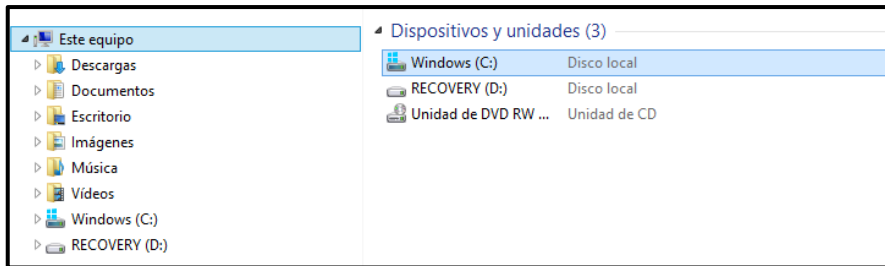 Este equipo
Descargas
Documentos
Escritorio
Imágenes
Música
Vídeos
Windows (C:)
RECOVERY (D:)
Dispositivos y unidades (3)
Windows (C:) Disco local
RECOVERY (D:) Disco local
Unidad de DVD RW ... Unidad de CD